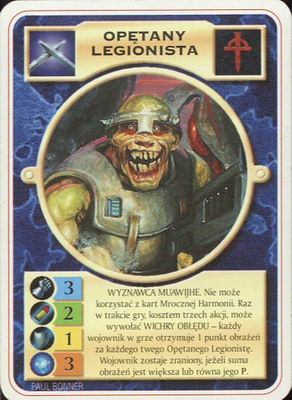 OPĘTANY
LEGIONISTA
3
2
1
3
WYZNAWCA MUAWIJHE. Nie może
korzystać z kart Mrocznej Harmonii. Raz
w trakcie gry, kosztem trzech akcji, może
wywołać WICHRY OBŁĘDU – każdy
wojownik w grze otrzymuje 1 punkt obrażeń
za każdego twego Opętanego Legionistę.
Wojownik zostaje zraniony, jeżeli suma
obrażeń jest większa lub równa jego P.
PAUL BONNER